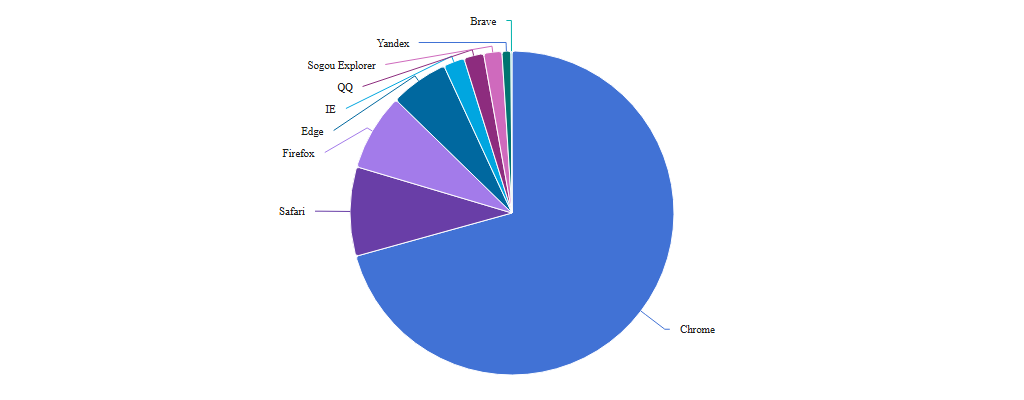 Brave
Yandex
Sogou Explorer
QQ
IE
Edge
Firefox
Safari
Chrome